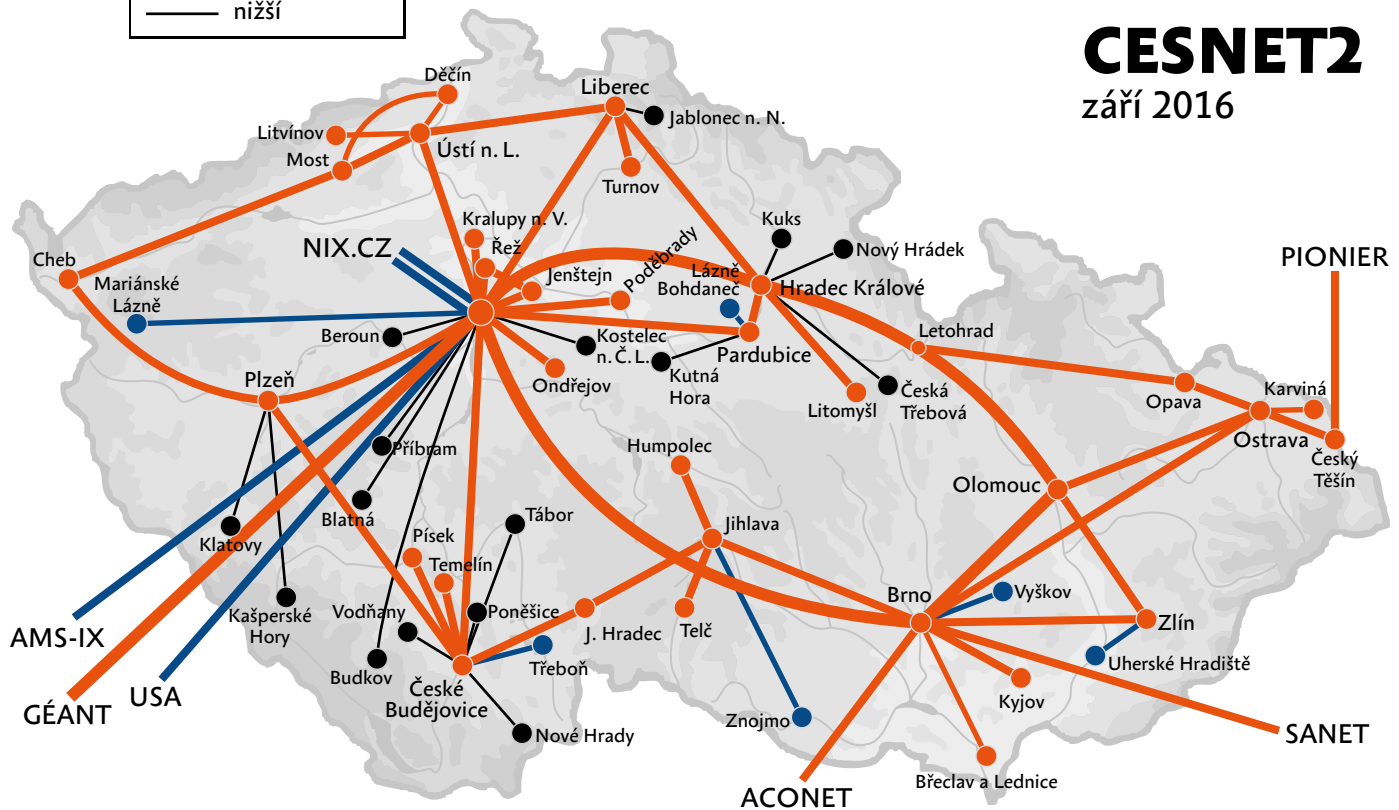 nižší
CESNET2
září 2016
Děčín
Liberec
Jablonec n. N.
Litvínov
Most
Ústí n. L.
Turnov
Kralupy n. V.
Řež
NIX.CZ
Jenštejn
Poděbrady
Kuks
Nový Hrádek
Lázně
Bohdaneč
Hradec Králové
PIONIER
Cheb
Mariánské
Lázně
Beroun
Kostelec
n. Č. L.
Pardubice
Letohrad
Plzeň
Ondřejov
Kutná
Hora
Litomyšl
Česká
Třebová
Opava
Karviná
Ostrava
Český
Těšín
Příbram
Humpolec
Olomouc
Blatná
Klatovy
Tábor
Jihlava
Písek
Temelín
Kašperské
Hory
Vodňany
Poněšice
Brno
Vyškov
J. Hradec
Telč
Zlín
AMS-IX
Budkov
Třeboň
Uherské Hradiště
GÉANT
USA
České
Budějovice
Kyjov
Nové Hrady
Znojmo
SANET
Břeclav a Lednice
ACONET